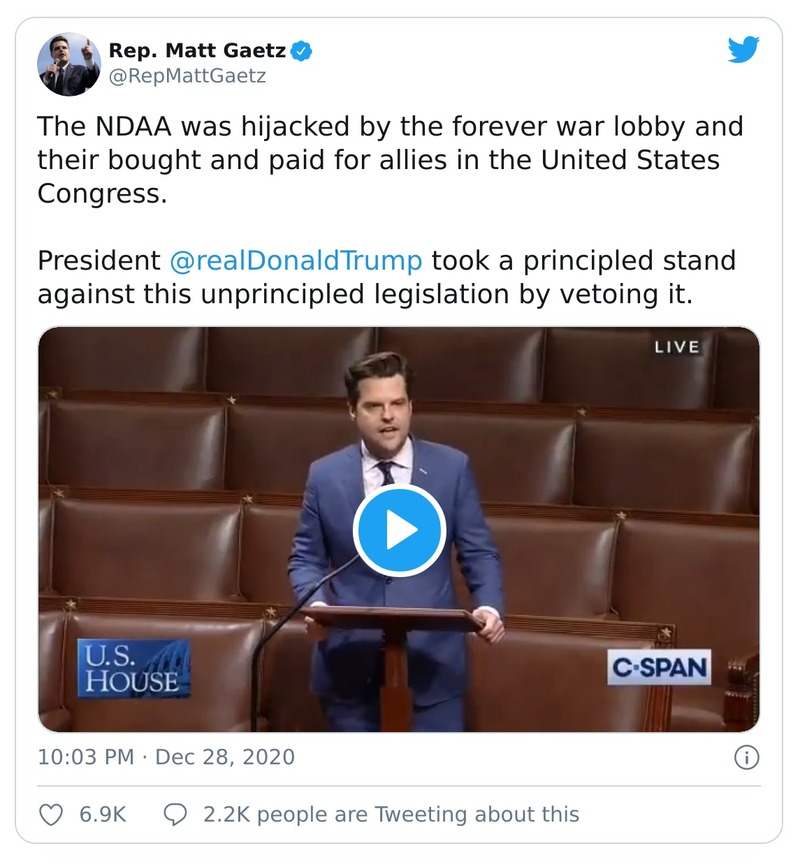 Rep. Matt Gaetz
@RepMattGaetz
The NDAA was hijacked by the forever war lobby and
their bought and paid for allies in the United States
Congress.
President @realDonaldTrump took a principled stand
against this unprincipled legislation by vetoing it.
LIVE
U.S.
HOUSE
C-SPAN
10:03 PM · Dec 28, 2020
6.9K
2.2K people are Tweeting about this